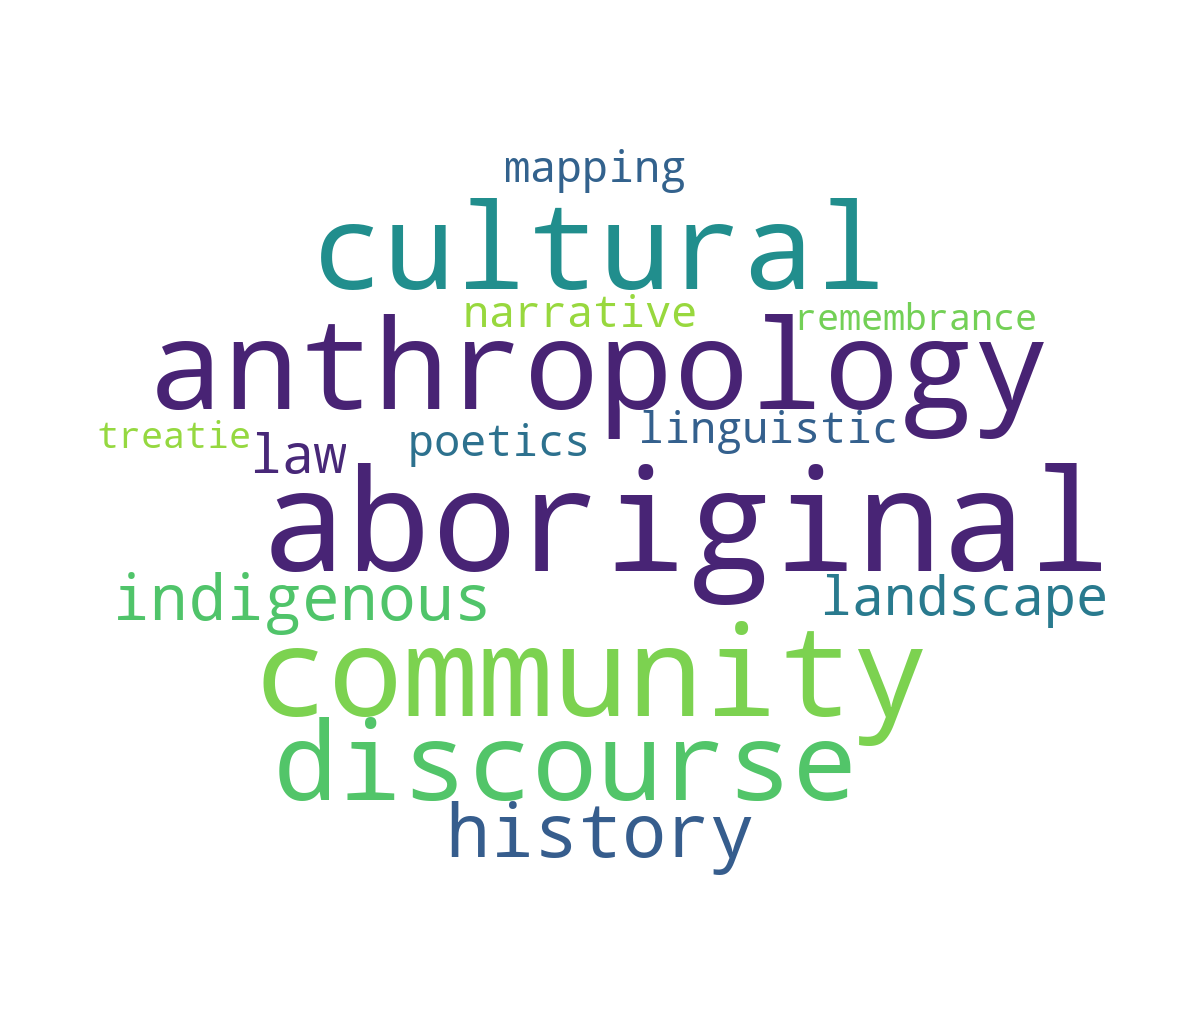 mapping
cultural
narrative
remembrance
anthropology
treatie
law
poetics
linguistic
aboriginal
indigenous
landscape
community
discourse
history